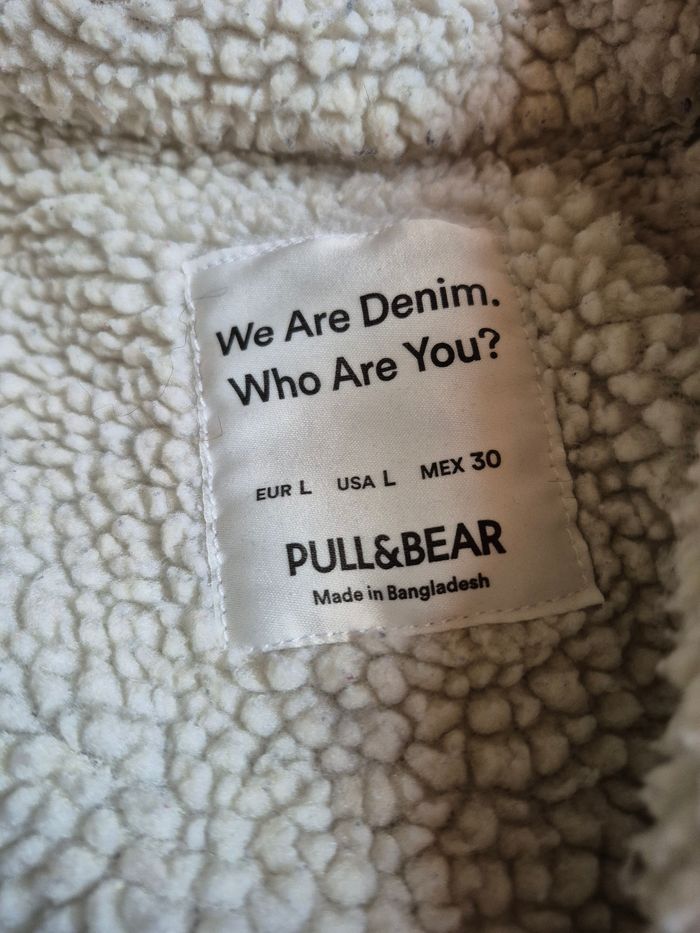 We Are Denim.
Who Are You?
EUR L USA L MEX 30
PULL&BEAR
Made in Bangladesh